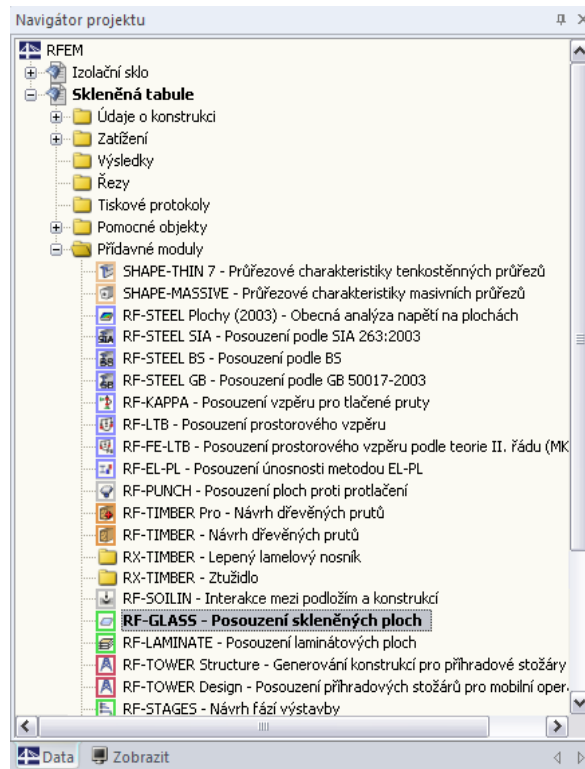 Navigátor projektu
RFEM
Izolační sklo
Skleněná tabule
Údaje o konstrukci
Zatížení
Výsledky
Řezy
Tiskové protokoly
Pomocné objekty
Přídavné moduly
SHAPE-THIN 7 - Průřezové charakteristiky tenkostěnných průřezů
SHAPE-MASSIVE - Průřezové charakteristiky masivních průřezů
RF-STEEL Plochy (2003) - Obecná analýza napětí na plochách
RF-STEEL SIA - Posouzení podle SIA 263:2003
RF-STEEL BS - Posouzení podle BS
RF-STEEL GB - Posouzení podle GB 50017-2003
RF-KAPPA - Posouzení vzpěru pro tlačené pruty
RF-LTB - Posouzení prostorového vzpěru
RF-FE-LTB - Posouzení prostorového vzpěru podle teorie II. řádu (MK
RF-EL-PL - Posouzení únosnosti metodou EL-PL
RF-PUNCH - Posouzení ploch proti protlačení
RF-TIMBER Pro - Návrh dřevěných prutů
RF-TIMBER - Návrh dřevěných prutů
RX-TIMBER - Lepený lamelový nosník
RX-TIMBER - Ztužidlo
RF-SOILIN - Interakce mezi podložím a konstrukcí
RF-GLASS - Posouzení skleněných ploch
RF-LAMINATE - Posouzení laminátových ploch
RF-TOWER Structure - Generování konstrukcí pro příhradové stožáry
RF-TOWER Design - Posouzení příhradových stožárů pro mobilní oper
RF-STAGES - Návrh fází výstavby
Data Zobrazit